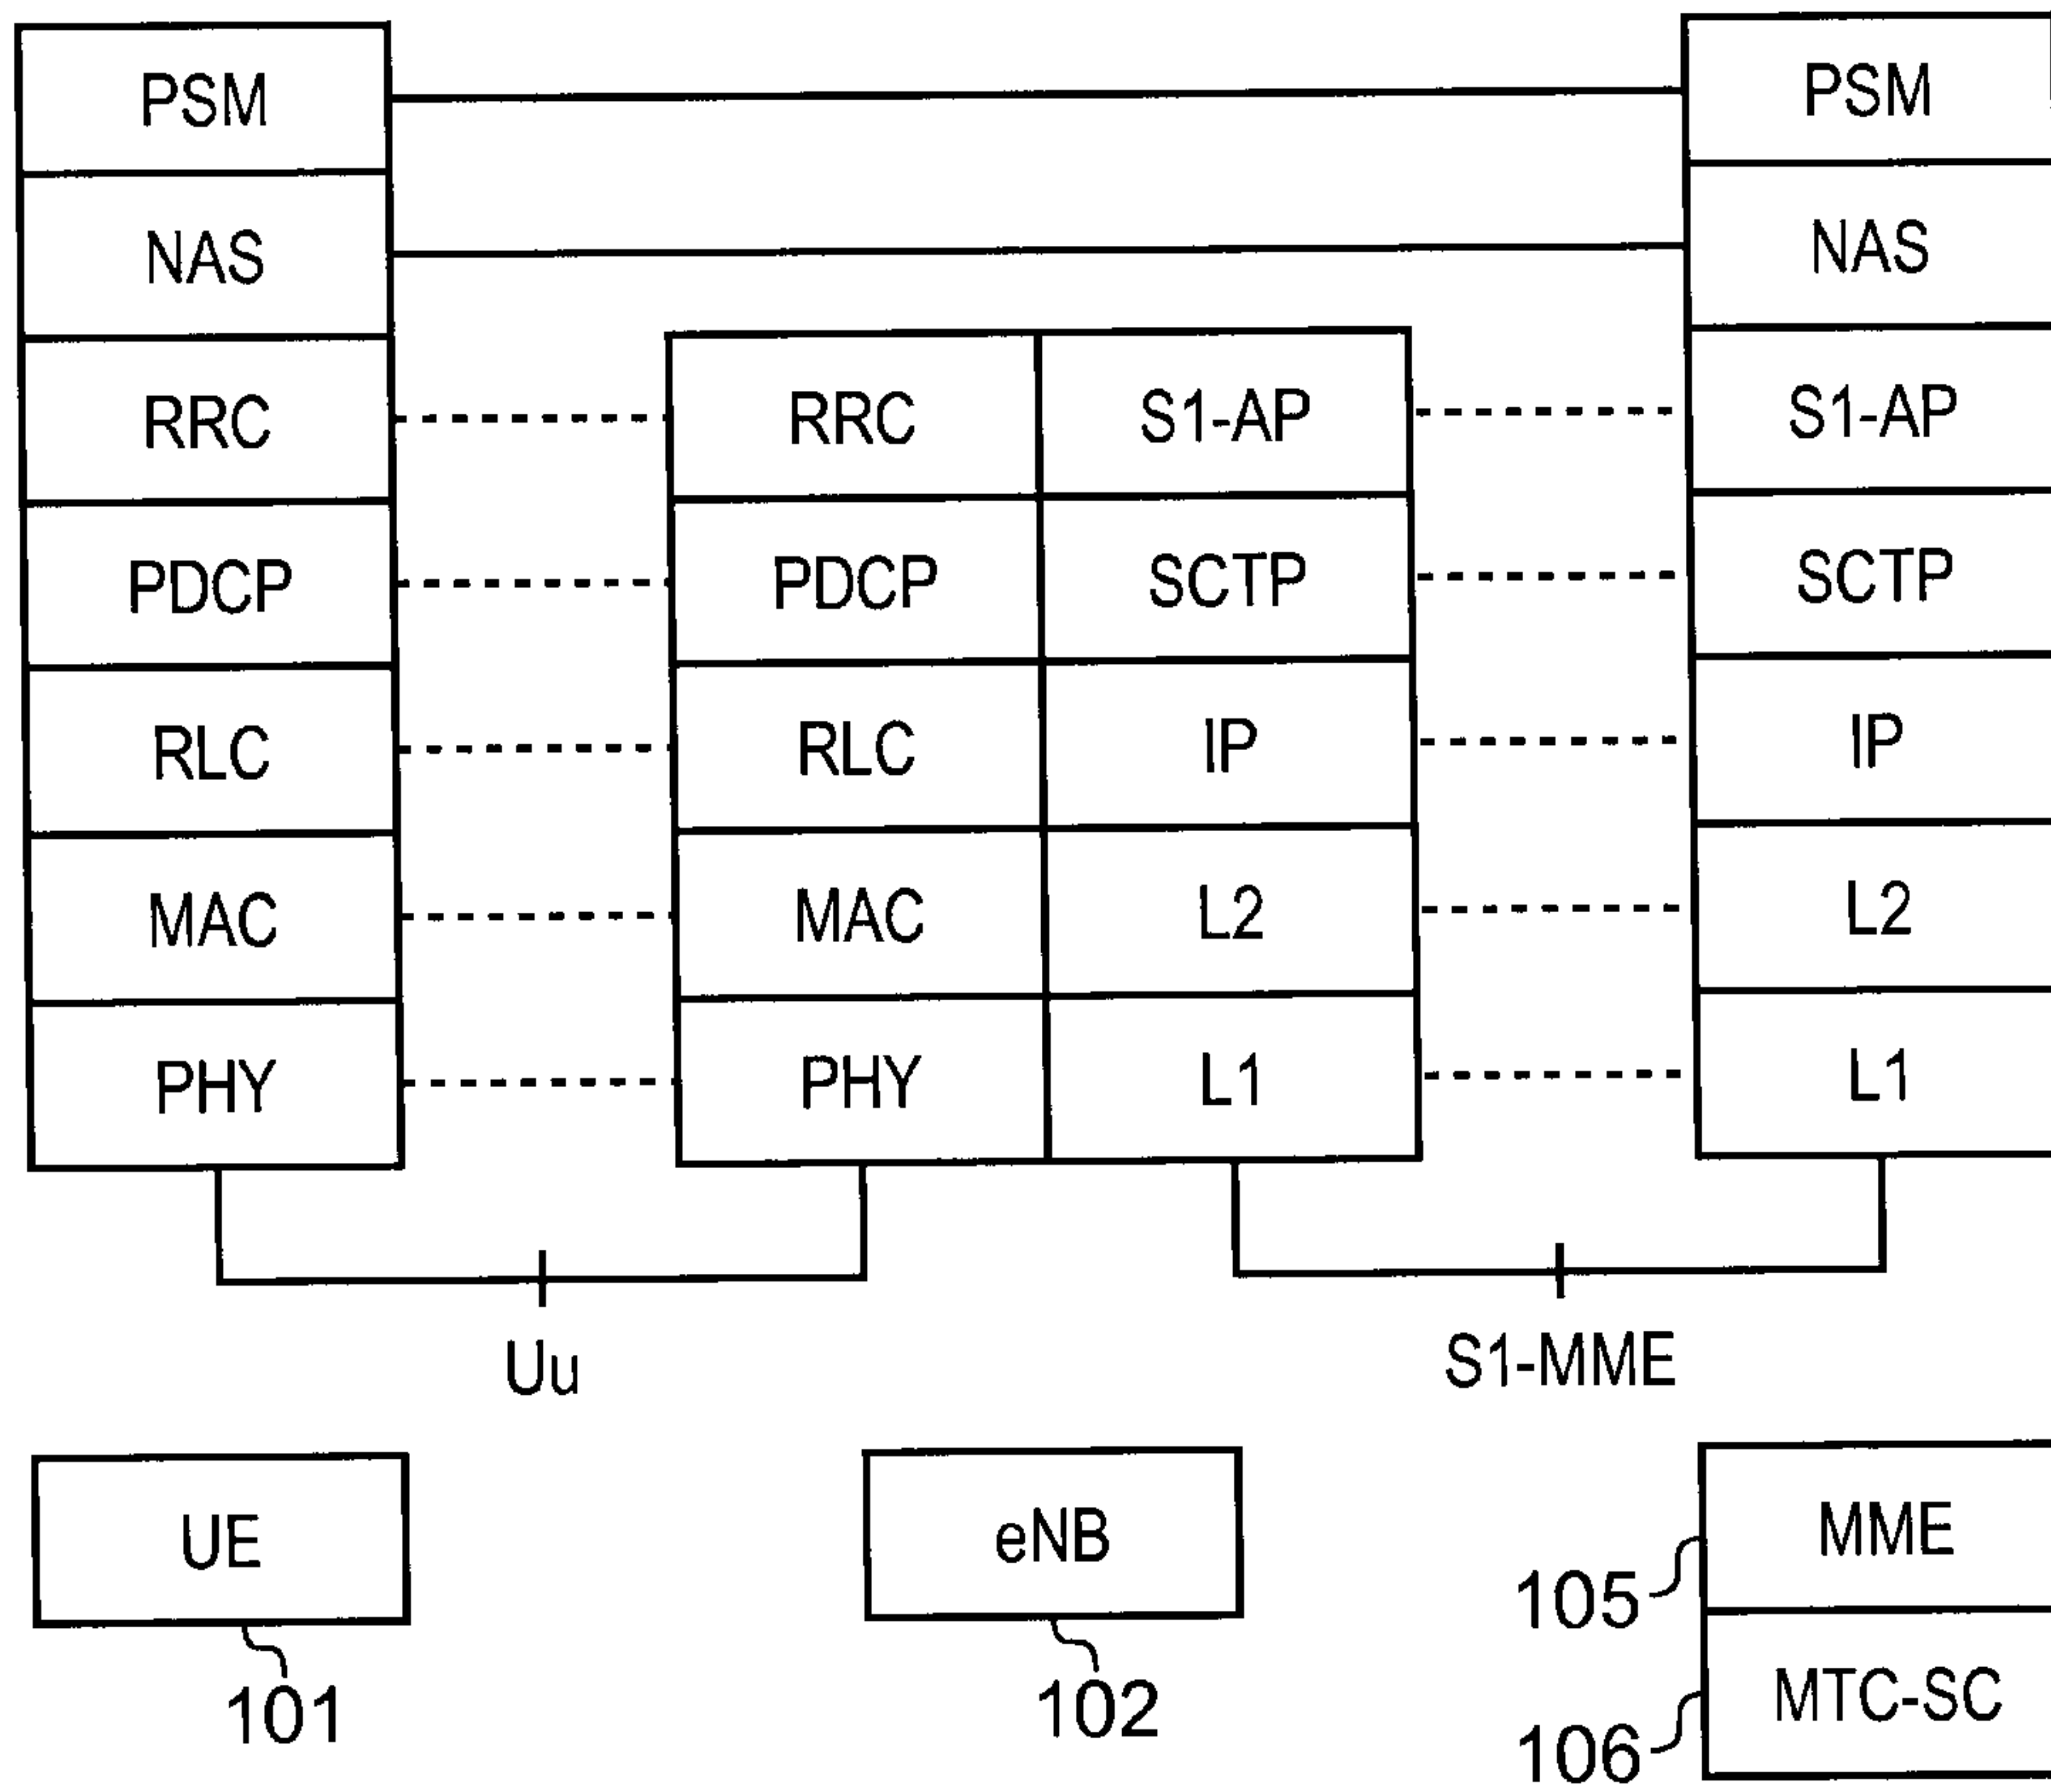 PSM PSM
NAS NAS
RRC RRC S1-AP S1-AP
PDCP PDCP SCTP SCTP
RLC RLC IP IP
MAC MAC L2 L2
PHY PHY L1 L1
Uu S1-MME
UE eNB MME
105
101 102 MTC-SC
106